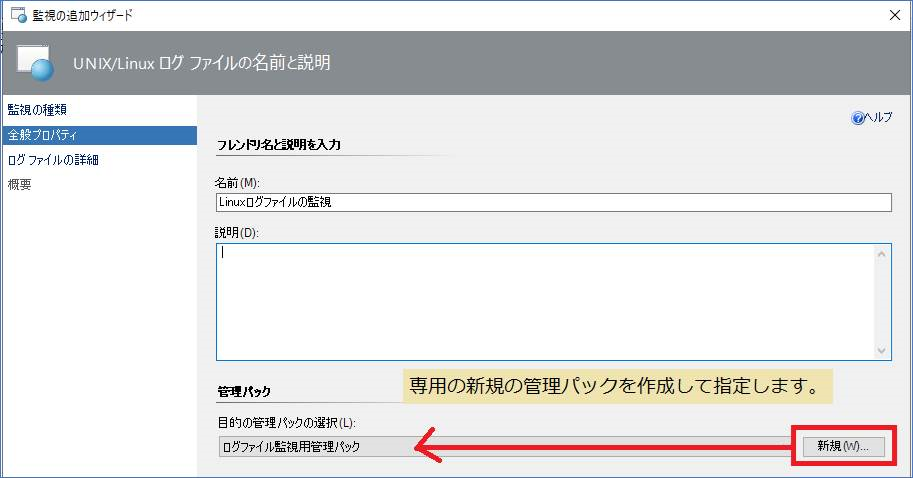 監視の追加ウィザード
UNIX/Linux ログ ファイルの名前と説明
監視の種類
全般プロパティ
ログ ファイルの詳細
概要
ヘルプ
フレンドリ名と説明を入力
名前(M):
Linuxログファイルの監視
説明(D):
管理パック
専用の新規の管理パックを作成して指定します。
目的の管理パックの選択(L):
ログファイル監視用管理パック
新規(W)...